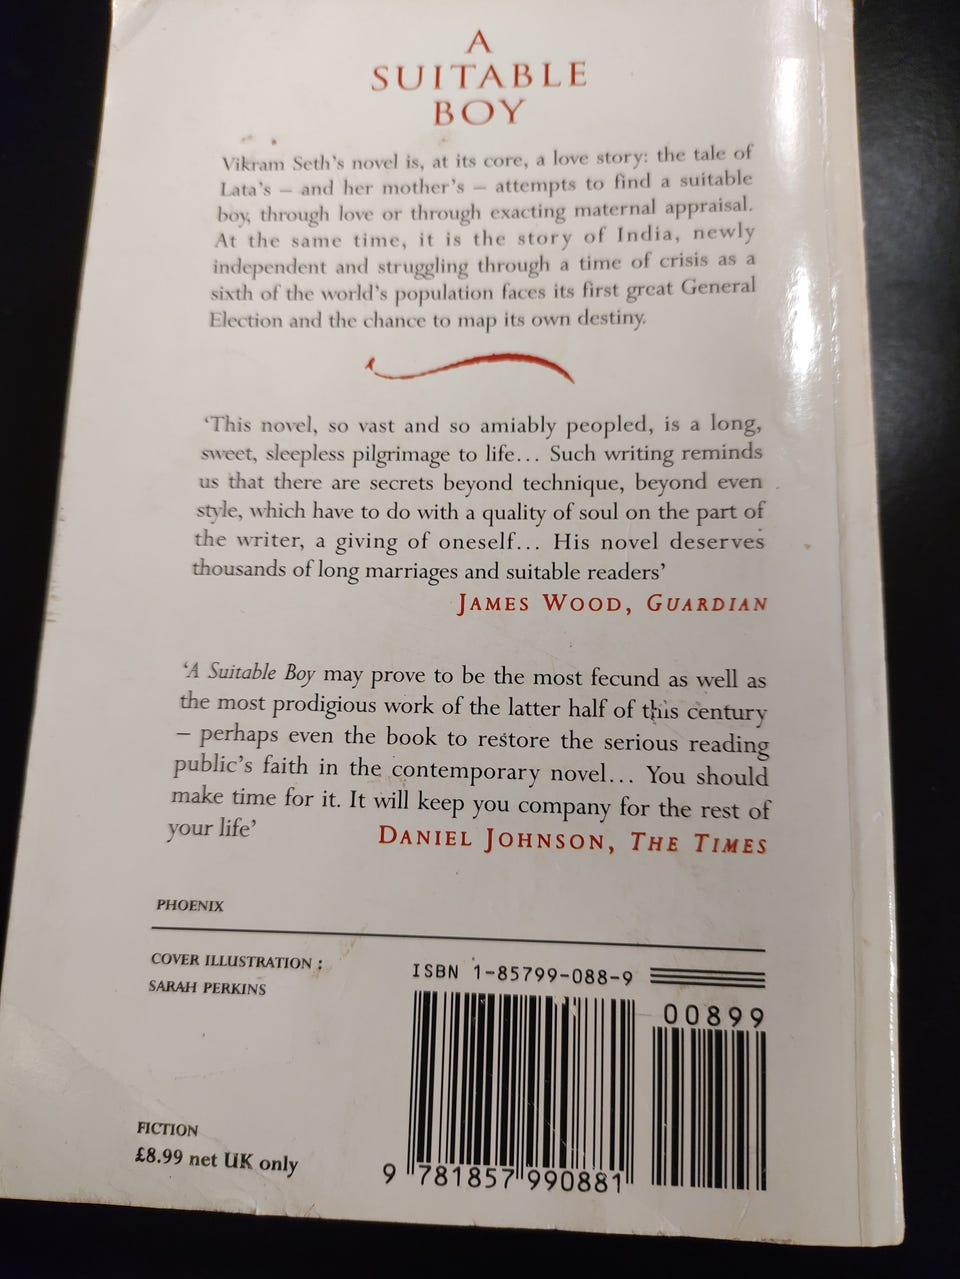 A
SUITABLE
BOY
Vikram Seth's novel is, at its core, a love story: the tale of
Lata's – and her mother's – attempts to find a suitable
boy, through love or through exacting maternal appraisal.
At the same time, it is the story of India, newly
independent and struggling through a time of crisis as a
sixth of the world's population faces its first great General
Election and the chance to map its own destiny.
'This novel, so vast and so amiably peopled, is a long,
sweet, sleepless pilgrimage to life... Such writing reminds
us that there are secrets beyond technique, beyond even
style, which have to do with a quality of soul on the part of
the writer, a giving of oneself... His novel deserves
thousands of long marriages and suitable readers'
JAMES WOOD, GUARDIAN
'A Suitable Boy may prove to be the most fecund as well as
the most prodigious work of the latter half of this century
– perhaps even the book to restore the serious reading
public's faith in the contemporary novel... You should
make time for it. It will keep you company for the rest of
your life' DANIEL JOHNSON, THE TIMES
PHOENIX
COVER ILLUSTRATION :
SARAH PERKINS
ISBN 1-85799-088-9
00899
FICTION
£8.99 net UK only
9 781857 990881